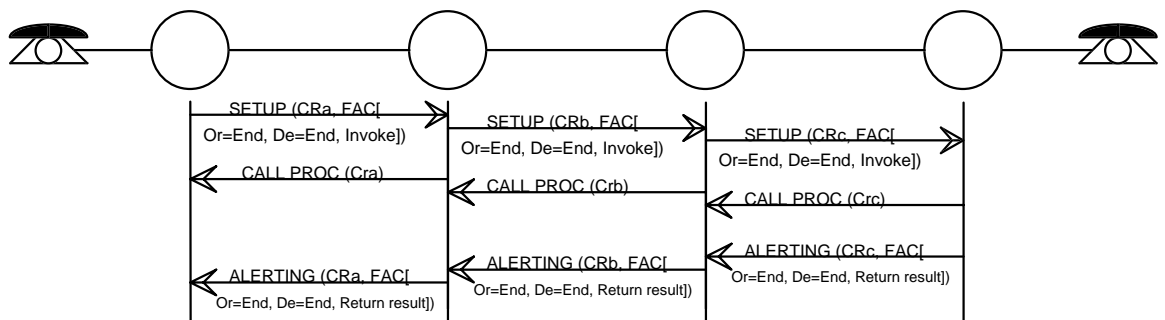 SETUP (CRa, FAC[
Or=End, De=End, Invoke])
SETUP (CRb, FAC[
Or=End, De=End, Invoke])
SETUP (CRc, FAC[
Or=End, De=End, Invoke])
CALL PROC (Cra)
CALL PROC (Crb)
CALL PROC (Crc)
ALERTING (CRc, FAC[
Or=End, De=End, Return result])
ALERTING (CRb, FAC[
Or=End, De=End, Return result])
ALERTING (CRa, FAC[
Or=End, De=End, Return result])